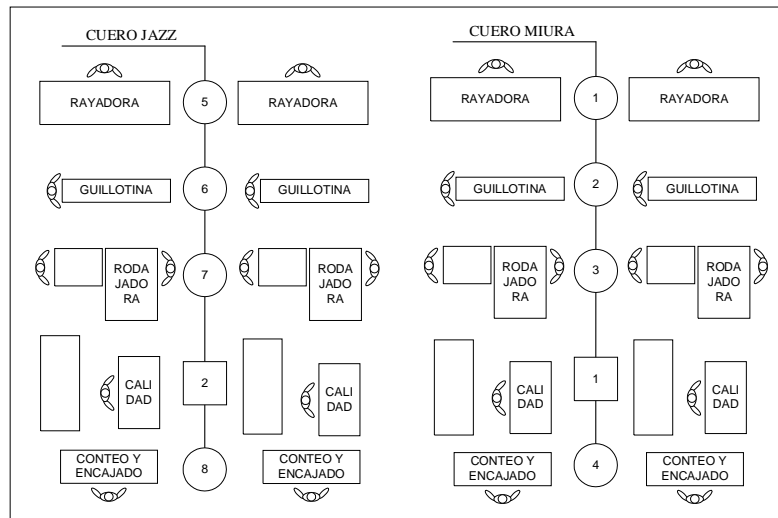 CUERO JAZZ
CUERO MIURA
RAYADORA
5
RAYADORA
RAYADORA
1
RAYADORA
GUILLOTINA
6
GUILLOTINA
GUILLOTINA
2
GUILLOTINA
RODA
JADO
RA
7
RODA
JADO
RA
RODA
JADO
RA
3
RODA
JADO
RA
CALI
DAD
2
CALI
DAD
CALI
DAD
1
CALI
DAD
CONTEO Y
ENCAJADO
8
CONTEO Y
ENCAJADO
CONTEO Y
ENCAJADO
4
CONTEO Y
ENCAJADO